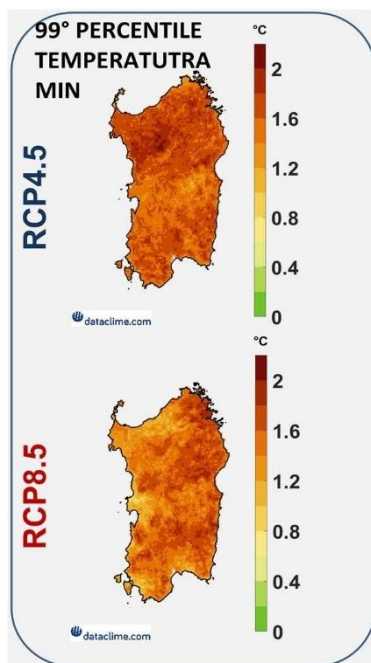 99° PERCENTILE
TEMPERATUTRA
MIN
RCP4.5
°C
2
1.6
1.2
0.8
0.4
0
dataclime.com
RCP8.5
°C
2
1.6
1.2
0.8
0.4
0
dataclime.com